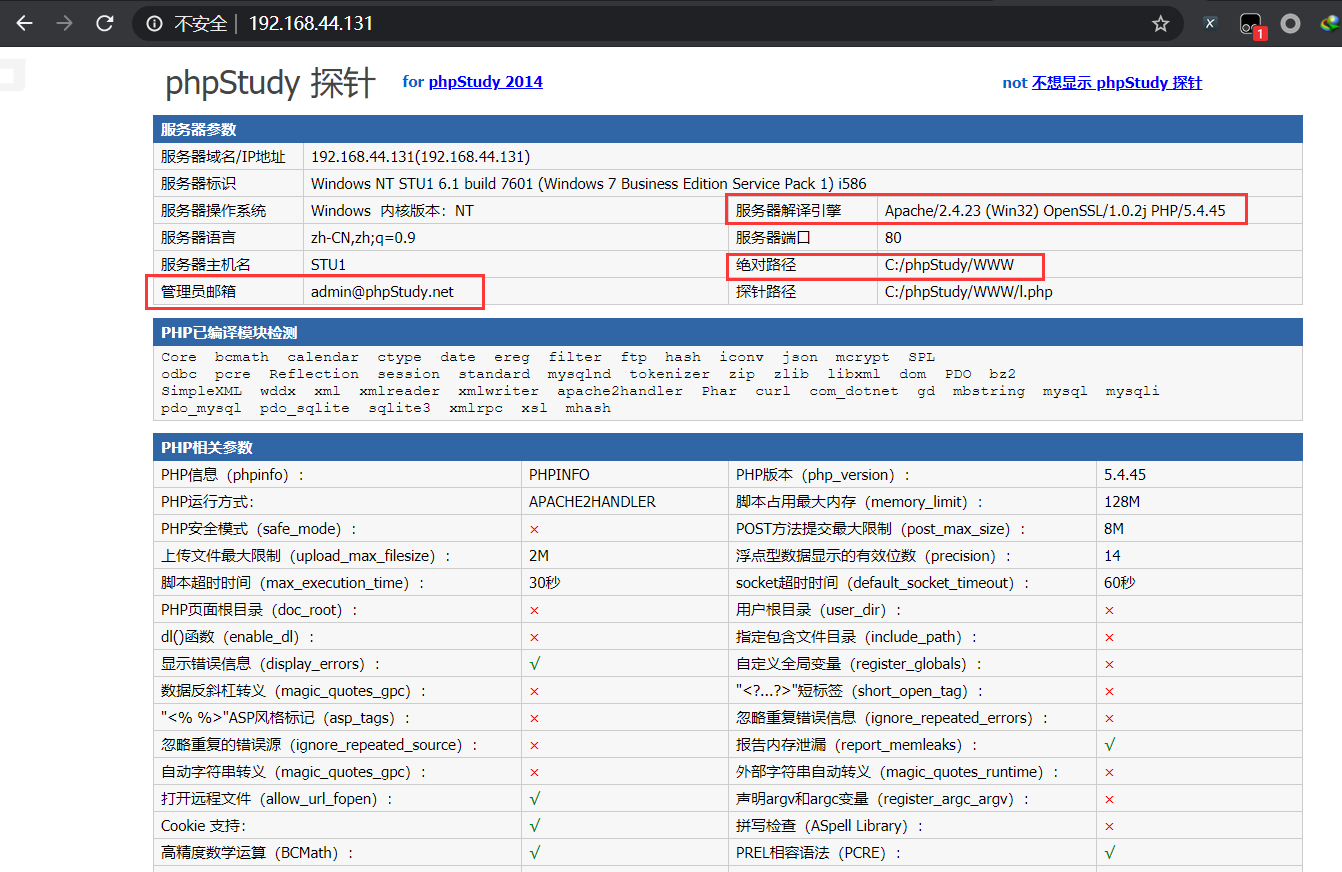 不安全 | 192.168.44.131
1
phpStudy 探针 for phpStudy 2014 not 不想显示 phpStudy 探针
服务器参数
服务器域名/IP地址 192.168.44.131(192.168.44.131)
服务器标识 Windows NT STU1 6.1 build 7601 (Windows 7 Business Edition Service Pack 1) i586
服务器操作系统 Windows 内核版本：NT 服务器解译引擎 Apache/2.4.23 (Win32) OpenSSL/1.0.2j PHP/5.4.45
服务器语言 zh-CN,zh;q=0.9 服务器端口 80
服务器主机名 STU1 绝对路径 C:/phpStudy/WWW
管理员邮箱 admin@phpStudy.net 探针路径 C:/phpStudy/WWW/l.php
PHP已编译模块检测
Core bcmath calendar ctype date ereg filter ftp hash iconv json mcrypt SPL
odbc pcre Reflection session standard mysqlnd tokenizer zip zlib libxml dom PDO bz2
SimpleXML wddx xml xmlreader xmlwriter apache2handler Phar curl com_dotnet gd mbstring mysql mysqli
pdo_mysql pdo_sqlite sqlite3 xmlrpc xsl mhash
PHP相关参数
PHP信息（phpinfo）： PHPINFO PHP版本（php_version）： 5.4.45
PHP运行方式： APACHE2HANDLER 脚本占用最大内存（memory_limit）： 128M
PHP安全模式（safe_mode）： × POST方法提交最大限制（post_max_size）： 8M
上传文件最大限制（upload_max_filesize）： 2M 浮点型数据显示的有效位数（precision）： 14
脚本超时时间（max_execution_time）： 30秒 socket超时时间（default_socket_timeout）： 60秒
PHP页面根目录（doc_root）： × 用户根目录（user_dir）： ×
dl()函数（enable_dl）： × 指定包含文件目录（include_path）： ×
显示错误信息（display_errors）： √ 自定义全局变量（register_globals）： ×
数据反斜杠转义（magic_quotes_gpc）： × "<?...?>"短标签（short_open_tag）： ×
"<% %>"ASP风格标记（asp_tags）： × 忽略重复错误信息（ignore_repeated_errors）： ×
忽略重复的错误源（ignore_repeated_source）： × 报告内存泄漏（report_memleaks）： √
自动字符串转义（magic_quotes_gpc）： × 外部字符串自动转义（magic_quotes_runtime）： ×
打开远程文件（allow_url_fopen）： √ 声明argv和argc变量（register_argc_argv）： ×
Cookie 支持： √ 拼写检查（ASpell Library）： ×
高精度数学运算（BCMath）： √ PREL相容语法（PCRE）： √